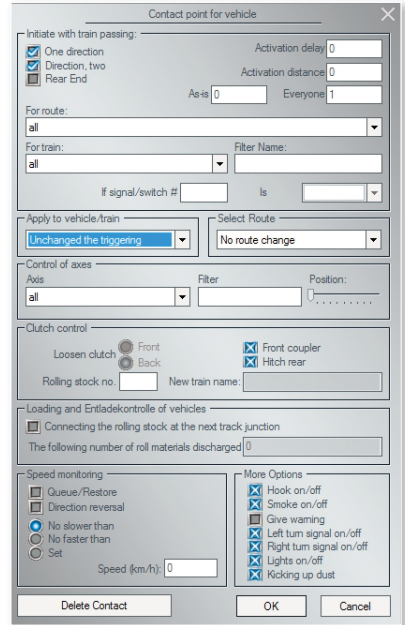 Contact point for vehicle
Initiate with train passing:
One direction
Activation delay 0
Direction, two
Rear End
Activation distance 0
As-is 0 Everyone 1
For route:
all
For train: Filter Name:
all
If signal/switch # Is
Apply to vehicle/train Select Route
Unchanged the triggering No route change
Control of axes
Axis Filter Position:
all
Clutch control
Loosen clutch Front Front coupler
Back Hitch rear
Rolling stock no. New train name:
Loading and Entladekontrolle of vehicles
Connecting the rolling stock at the next track junction
The following number of roll materials discharged 0
Speed monitoring
Queue/Restore
Direction reversal
No slower than
No faster than
Set
Speed (km/h): 0
More Options
Hook on/off
Smoke on/off
Give warning
Left turn signal on/off
Right turn signal on/off
Lights on/off
Kicking up dust
Delete Contact OK Cancel